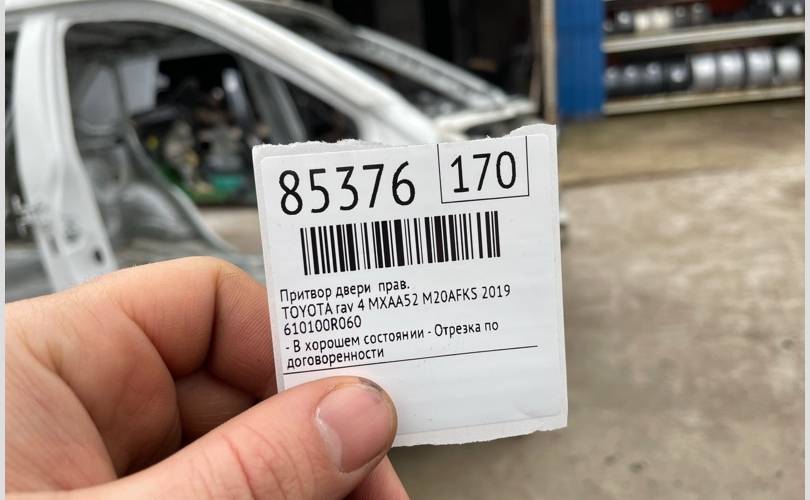 85376 170
Притвор двери прав.
TOYOTA rav 4 MXAA52 M20AFKS 2019
610100R060
- В хорошем состоянии - Отрезка по
договоренности